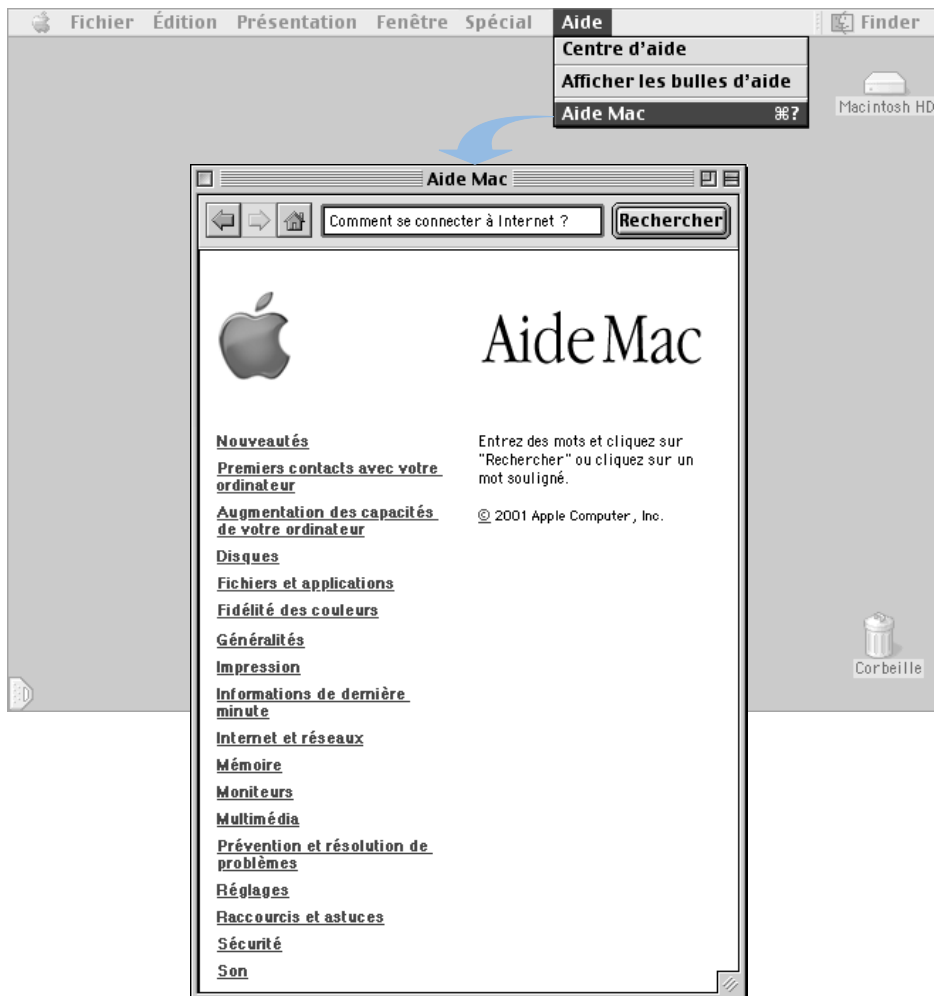 Fichier Édition Présentation Fenêtre Spécial Aide Finder
Centre d'aide
Afficher les bulles d'aide
Aide Mac ⌘?
Macintosh HD
Aide Mac
Comment se connecter à Internet ? Rechercher
Aide Mac
Nouveautés
Premiers contacts avec votre
ordinateur
Augmentation des capacités
de votre ordinateur
Disques
Fichiers et applications
Fidélité des couleurs
Généralités
Impression
Informations de dernière
minute
Internet et réseaux
Mémoire
Moniteurs
Multimédia
Prévention et résolution de
problèmes
Réglages
Raccourcis et astuces
Sécurité
Son
Entrez des mots et cliquez sur
"Rechercher" ou cliquez sur un
mot souligné.
© 2001 Apple Computer, Inc.
Corbeille